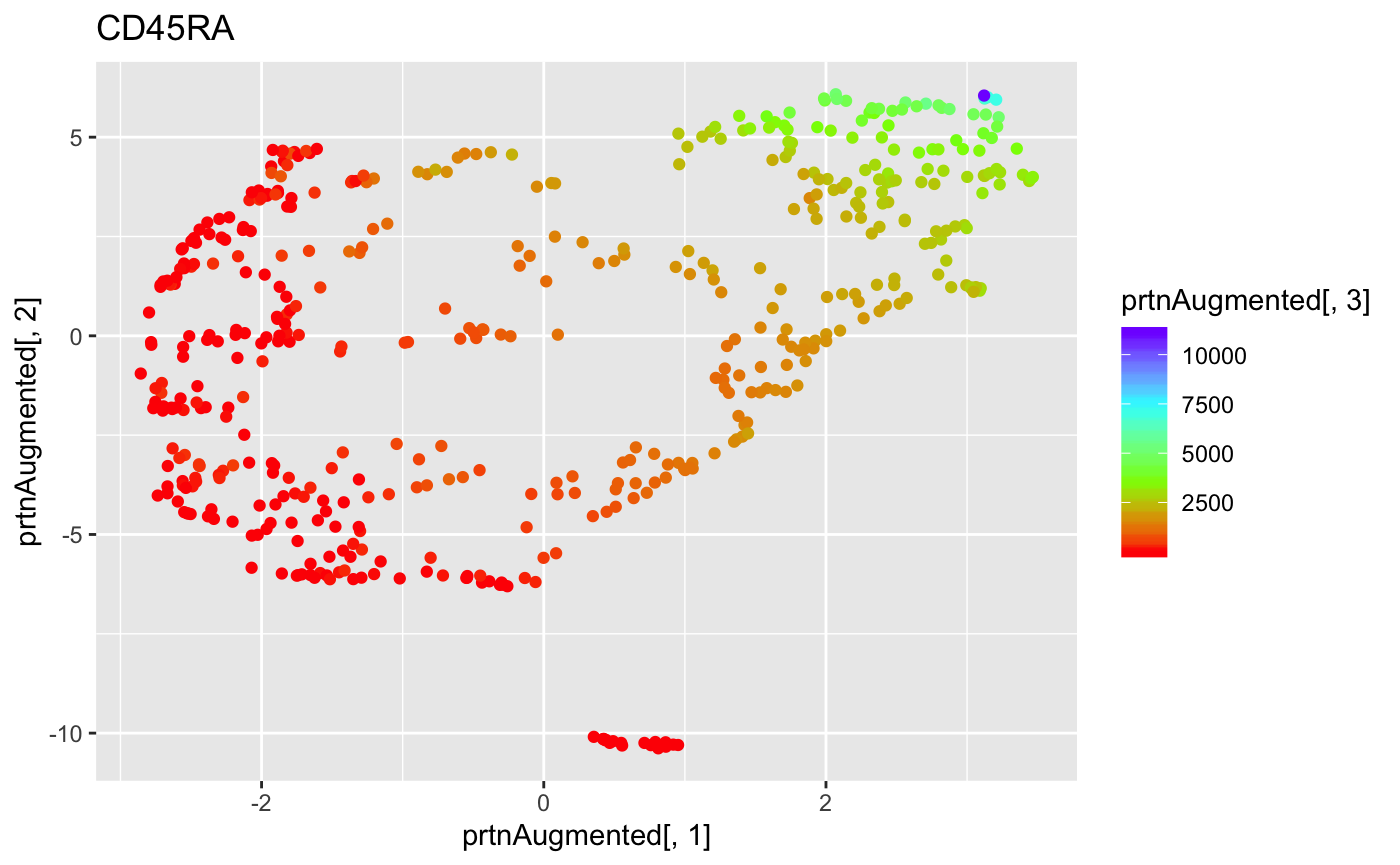 CD45RA
prtnAugmented[, 2]
5
0
-5
-10
-2
0
2
prtnAugmented[, 1]
prtnAugmented[, 3]
10000
7500
5000
2500